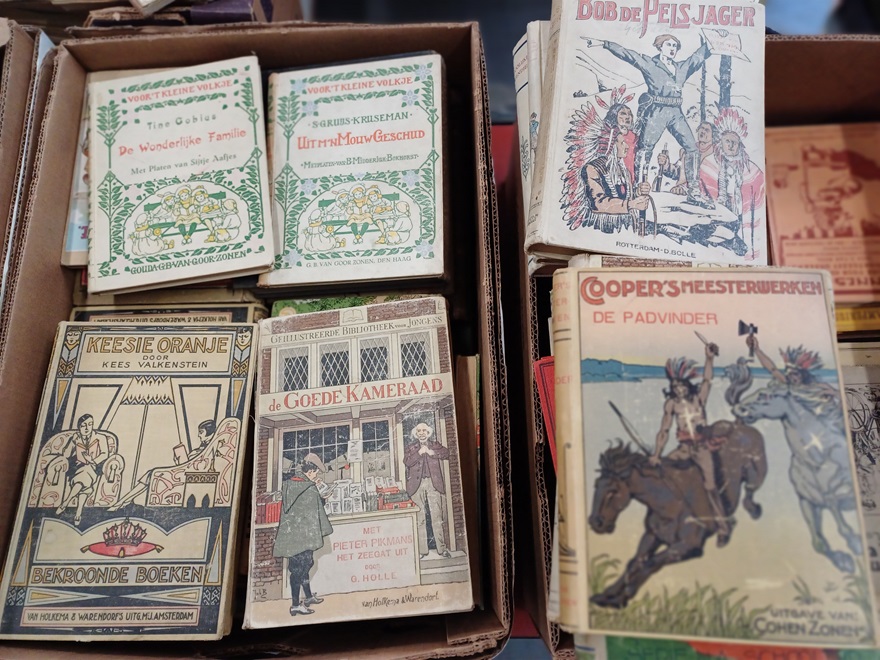 VOOR 'T KLEINE VOLKJE
Tine Gobius
De Wonderlijke Familie
Met Platen van Sijtje Aafjes
GOUDA-G.B.VAN GOOR-ZONEN
VOOR 'T KLEINE VOLKJE
S·GRIJBS-KRUSEMAN
UIT M'N MOUW GESCHUD
G.B. VAN GOOR ZONEN, DEN HAAG
BOB DE PELSJAGER
ROTTERDAM-D.BOLLE
KEESIE ORANJE
DOOR
KEES VALKENSTEIN
BEKROONDE BOEKEN
VAN HOLKEMA & WARENDORF'S UITG. MIJ. AMSTERDAM
GEÏLLUSTREERDE BIBLIOTHEEK VOOR JONGENS
de GOEDE KAMERAAD
MET
PIETER PIKMANS
HET ZEEGAT UIT
DOOR
G. HOLLE
van Holkema & Warendorf.
COOPER'S MEESTERWERKEN
DE PADVINDER
UITGAVE VAN
COHEN ZONEN